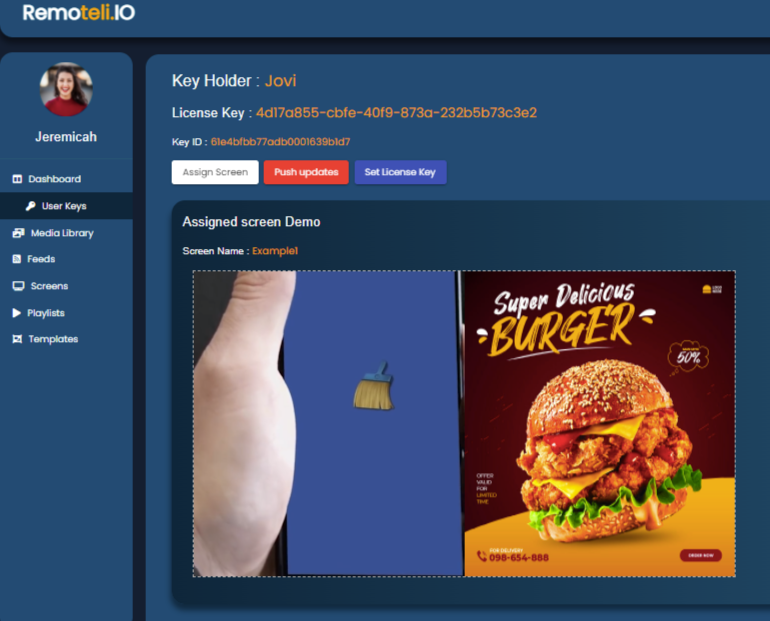 Remoteli.IO
Jeremicah
Dashboard
User Keys
Media Library
Feeds
Screens
Playlists
Templates
Key Holder : Jovi
License Key : 4d17a855-cbfe-40f9-873a-232b5b73c3e2
Key ID : 61e4bfbb77adb0001639b1d7
Assign Screen
Push updates
Set License Key
Assigned screen Demo
Screen Name : Example1
Super Delicious
BURGER
50%
OFFER
VALID
FOR
LIMITED
TIME
FOR DELIVERY
098-654-888
ORDER NOW